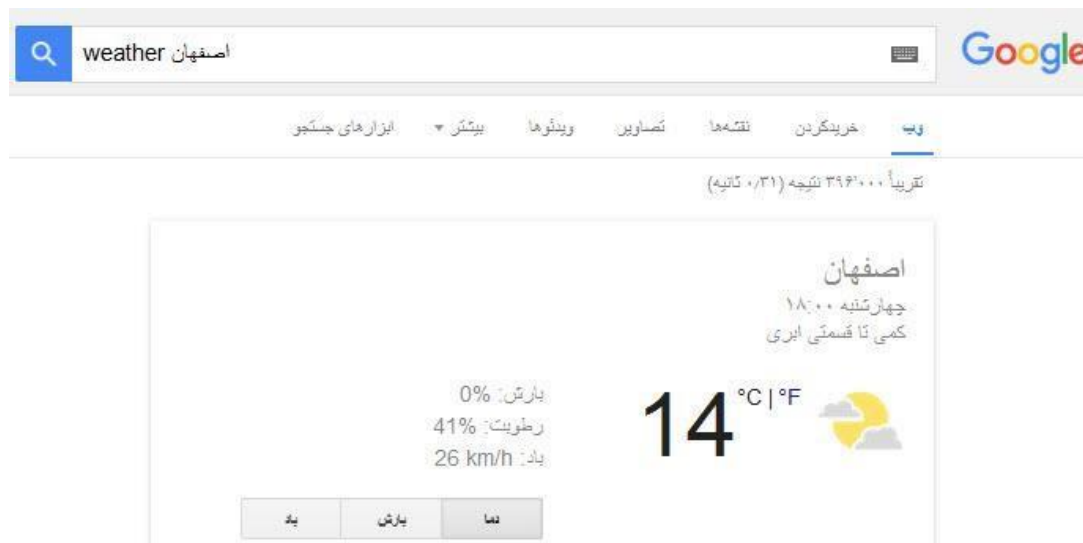 اصفهان weather
Google
وب خریدکردن نقشه‌ها تصاویر ویدئوها بیشتر ابزارهای جستجو
تقریباً ۳۹۶٬۰۰۰ نتیجه (۰٫۳۱ ثانیه)
اصفهان
چهارشنبه ۱۸:۰۰
کمی تا قسمتی ابری
14 °C | °F
بارش: 0%
رطوبت: 41%
باد: 26 km/h
دما بارش باد